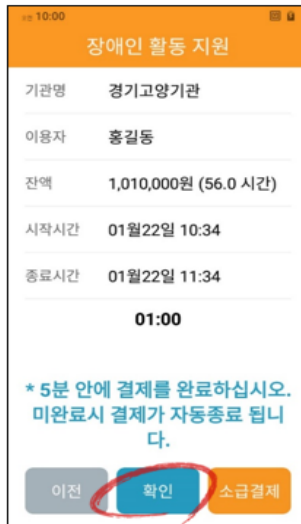 오전 10:00
장애인 활동 지원
기관명 경기고양기관
이용자 홍길동
잔액 1,010,000원 (56.0 시간)
시작시간 01월22일 10:34
종료시간 01월22일 11:34
01:00
* 5분 안에 결제를 완료하십시오.
미완료시 결제가 자동종료 됩니
다.
이전 확인 소급결제